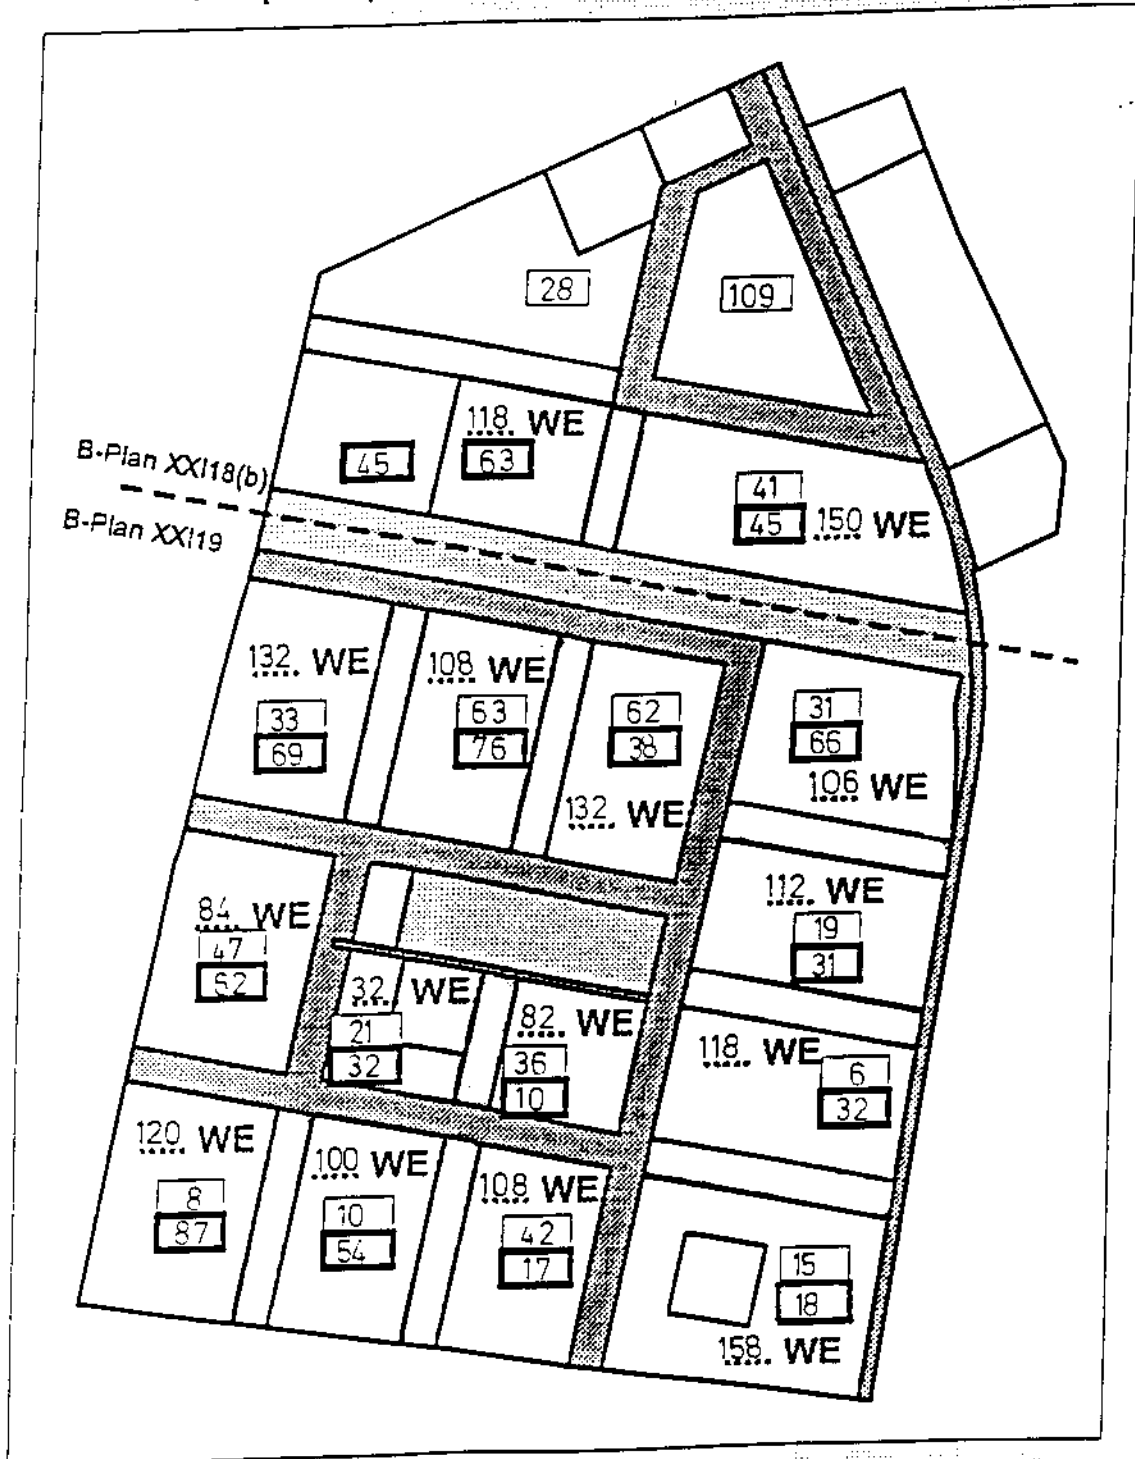 28
109
118. WE
45
63
B-Plan XXI18(b)
B-Plan XXI19
41
45
150 WE
132. WE
33
69
108 WE
63
76
62
38
132. WE
31
66
106 WE
84. WE
47
62
112. WE
19
31
32. WE
21
32
82. WE
36
10
118. WE
6
32
120. WE
8
87
100 WE
10
54
108 WE
42
17
15
18
158. WE